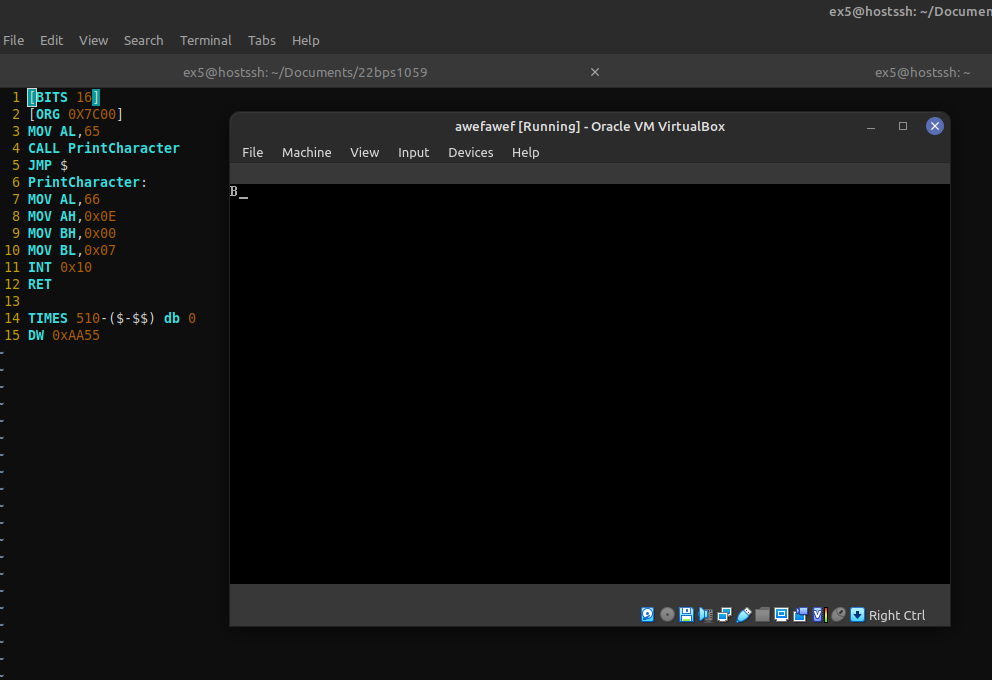 ex5@hostssh: ~/Documen
File Edit View Search Terminal Tabs Help
ex5@hostssh: ~/Documents/22bps1059 ×
ex5@hostssh: ~
1 [BITS 16]
2 [ORG 0X7C00]
3 MOV AL,65
4 CALL PrintCharacter
5 JMP $
6 PrintCharacter:
7 MOV AL,66
8 MOV AH,0x0E
9 MOV BH,0x00
10 MOV BL,0x07
11 INT 0x10
12 RET
13
14 TIMES 510-($-$$) db 0
15 DW 0xAA55
awefawef [Running] - Oracle VM VirtualBox
File Machine View Input Devices Help
B_
Right Ctrl